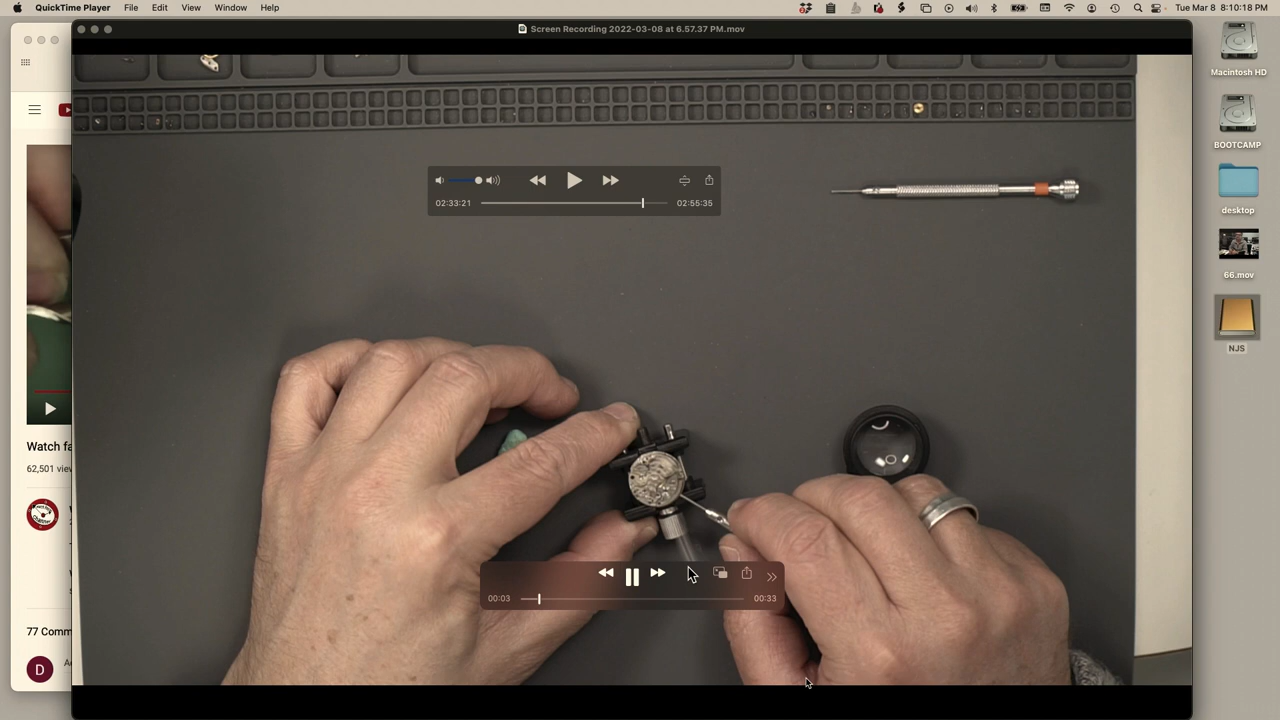 QuickTime Player File Edit View Window Help
Tue Mar 8 8:10:18 PM
Screen Recording 2022-03-08 at 6.57.37 PM.mov
Macintosh HD
BOOTCAMP
02:33:21 02:55:35
desktop
66.mov
NJS
Watch fa
62,501 view
00:03 00:33
77 Comm
D